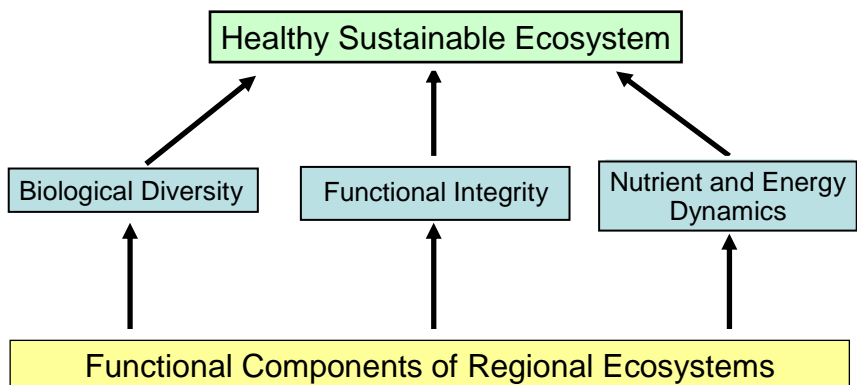 Healthy Sustainable Ecosystem
Biological Diversity
Functional Integrity
Nutrient and Energy
Dynamics
Functional Components of Regional Ecosystems